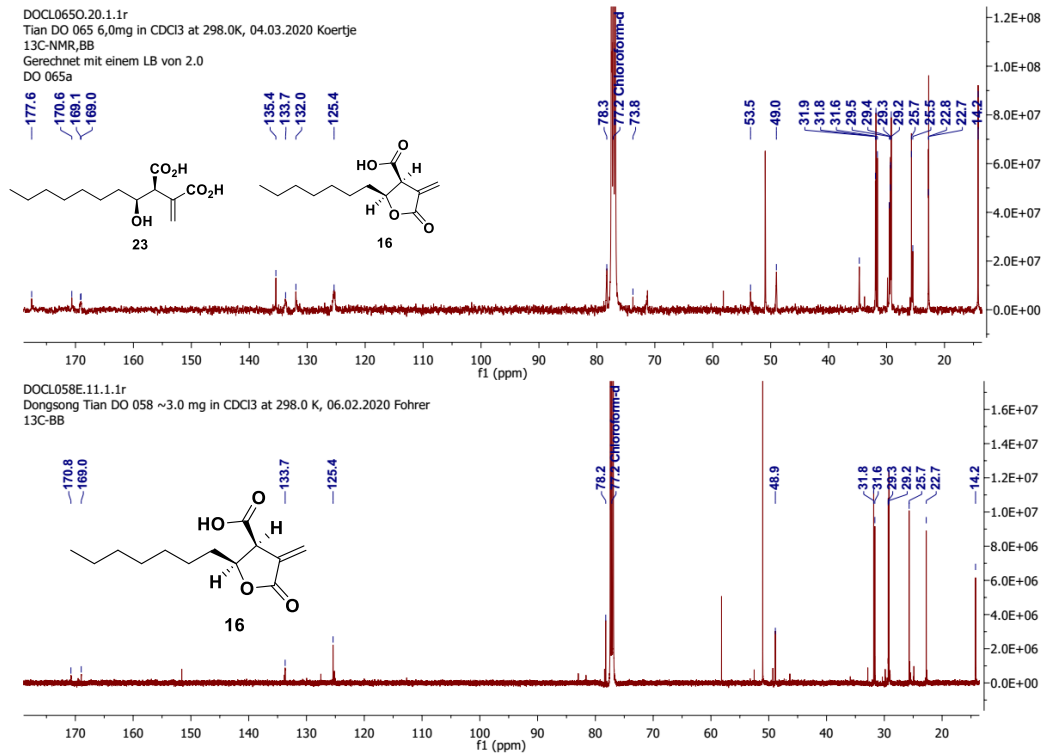 DOCL065O.20.1.1r
Tian DO 065 6,0mg in CDCl3 at 298.0K, 04.03.2020 Koertje
13C-NMR,BB
Gerechnet mit einem LB von 2.0
DO 065a
177.6 170.6 169.1 169.0 135.4 133.7 132.0 125.4 78.3 77.2 Chloroform-d 73.8 53.5 49.0 31.9 31.8 31.6 29.5 29.4 29.3 29.2 25.7 25.5 22.8 22.7 14.2
CO2H
CO2H
OH
23
HO
O
H
H
O
O
16
1.2E+08
1.0E+08
8.0E+07
6.0E+07
4.0E+07
2.0E+07
0.0E+00
170 160 150 140 130 120 110 100 90 80 70 60 50 40 30 20
f1 (ppm)
DOCL058E.11.1.1r
Dongsong Tian DO 058 ~3.0 mg in CDCl3 at 298.0 K, 06.02.2020 Fohrer
13C-BB
170.8 169.0 133.7 125.4 78.2 77.2 Chloroform-d 48.9 31.8 31.6 29.3 29.2 25.7 22.7 14.2
O
HO
H
H
O
O
16
1.6E+07
1.4E+07
1.2E+07
1.0E+07
8.0E+06
6.0E+06
4.0E+06
2.0E+06
0.0E+00
170 160 150 140 130 120 110 100 90 80 70 60 50 40 30 20
f1 (ppm)